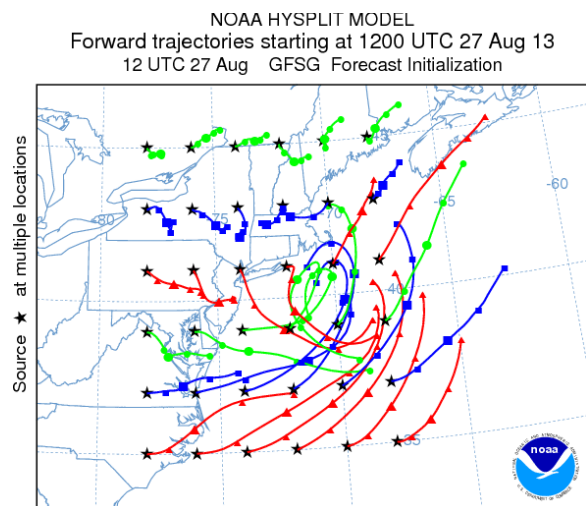 NOAA HYSPLIT MODEL
Forward trajectories starting at 1200 UTC 27 Aug 13
12 UTC 27 Aug GFSG Forecast Initialization
Source ★ at multiple locations
-45
-60
-70
-65
-80
-75
-40
-35
noaa